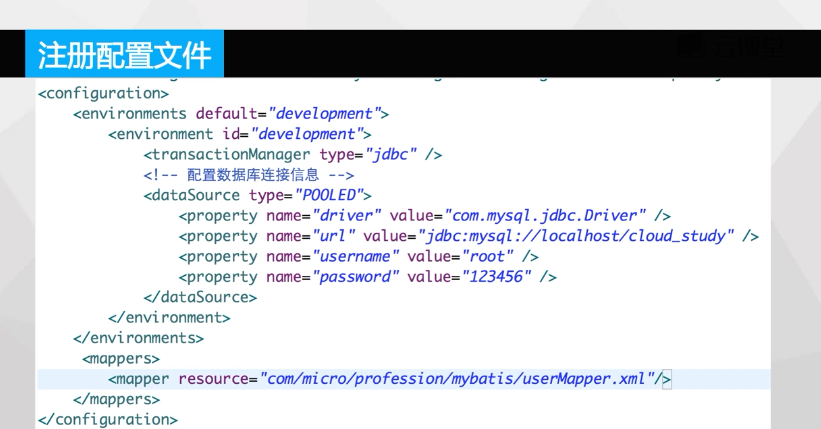 注册配置文件
<configuration>
<environments default="development">
<environment id="development">
<transactionManager type="jdbc" />
<!-- 配置数据库连接信息 -->
<dataSource type="POOLED">
<property name="driver" value="com.mysql.jdbc.Driver" />
<property name="url" value="jdbc:mysql://localhost/cloud_study" />
<property name="username" value="root" />
<property name="password" value="123456" />
</dataSource>
</environment>
</environments>
<mappers>
<mapper resource="com/micro/profession/mybatis/userMapper.xml"/>
</mappers>
</configuration>